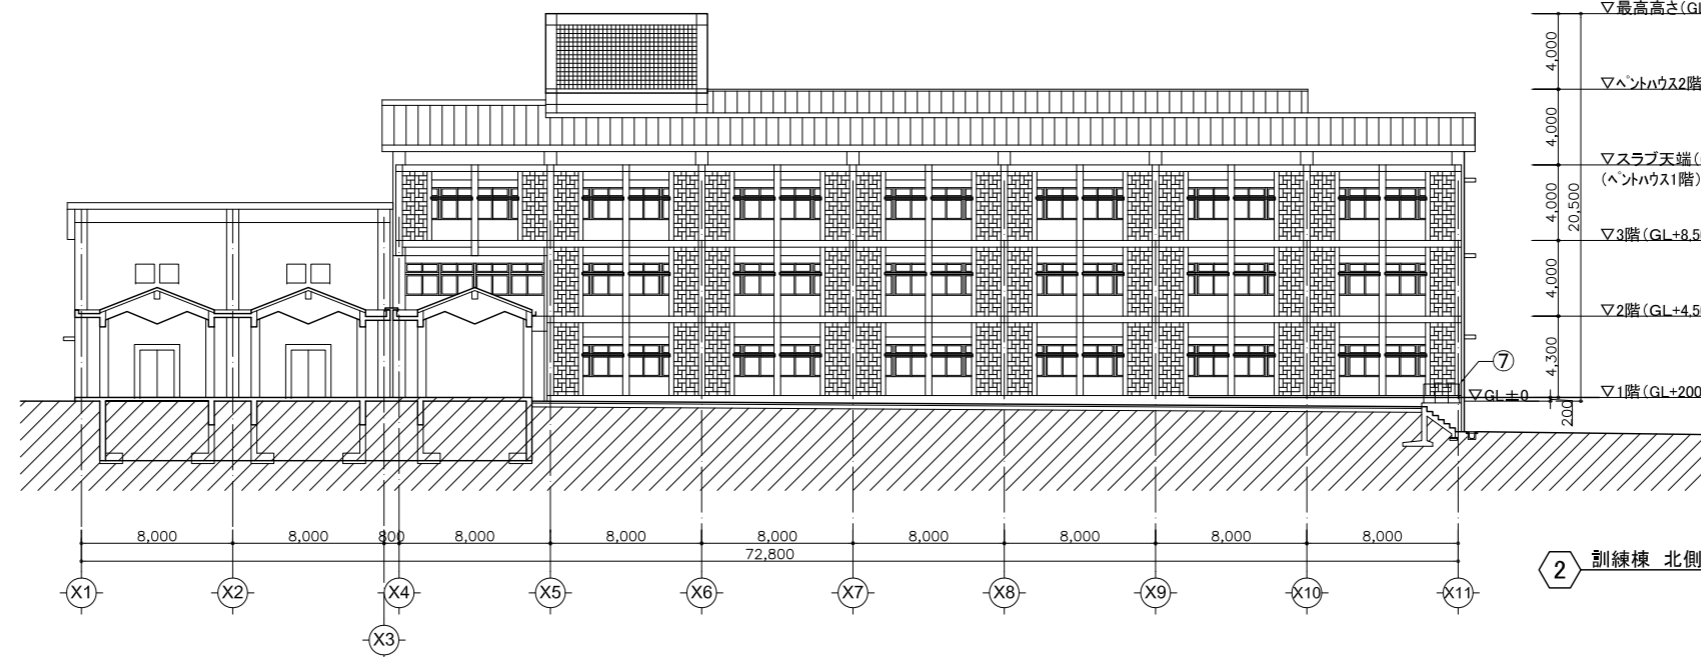 ▽最高高さ(GL
4,000
▽ペントハウス2階
4,000
▽スラブ天端(
(ペントハウス1階)
4,000
20,500
▽3階(GL+8,5
4,000
▽2階(GL+4,5
4,300
⑦
▽GL±0
▽1階(GL+200
200
8,000 8,000 800 8,000 8,000 8,000 8,000 8,000 8,000 8,000
72,800
X1 X2 X4 X5 X6 X7 X8 X9 X10 X11
X3
2 訓練棟 北側